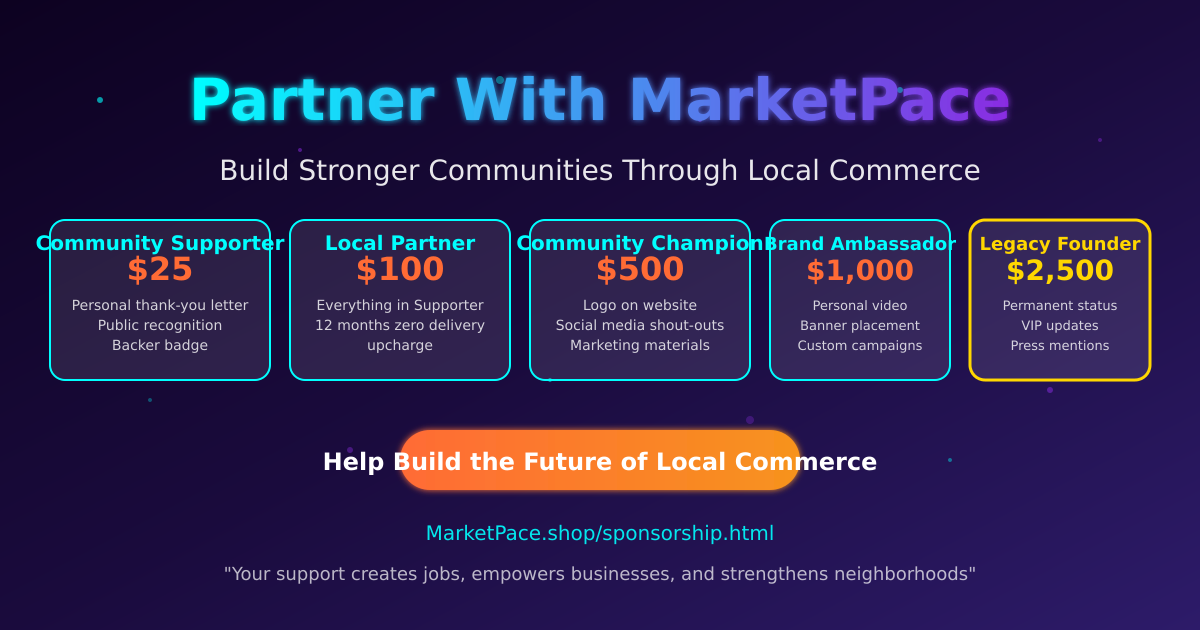 Partner With MarketPace
Build Stronger Communities Through Local Commerce
Community Supporter
$25
Personal thank-you letter
Public recognition
Backer badge
Local Partner
$100
Everything in Supporter
12 months zero delivery
upcharge
Community Champion
$500
Logo on website
Social media shout-outs
Marketing materials
Brand Ambassador
$1,000
Personal video
Banner placement
Custom campaigns
Legacy Founder
$2,500
Permanent status
VIP updates
Press mentions
Help Build the Future of Local Commerce
MarketPace.shop/sponsorship.html
"Your support creates jobs, empowers businesses, and strengthens neighborhoods"